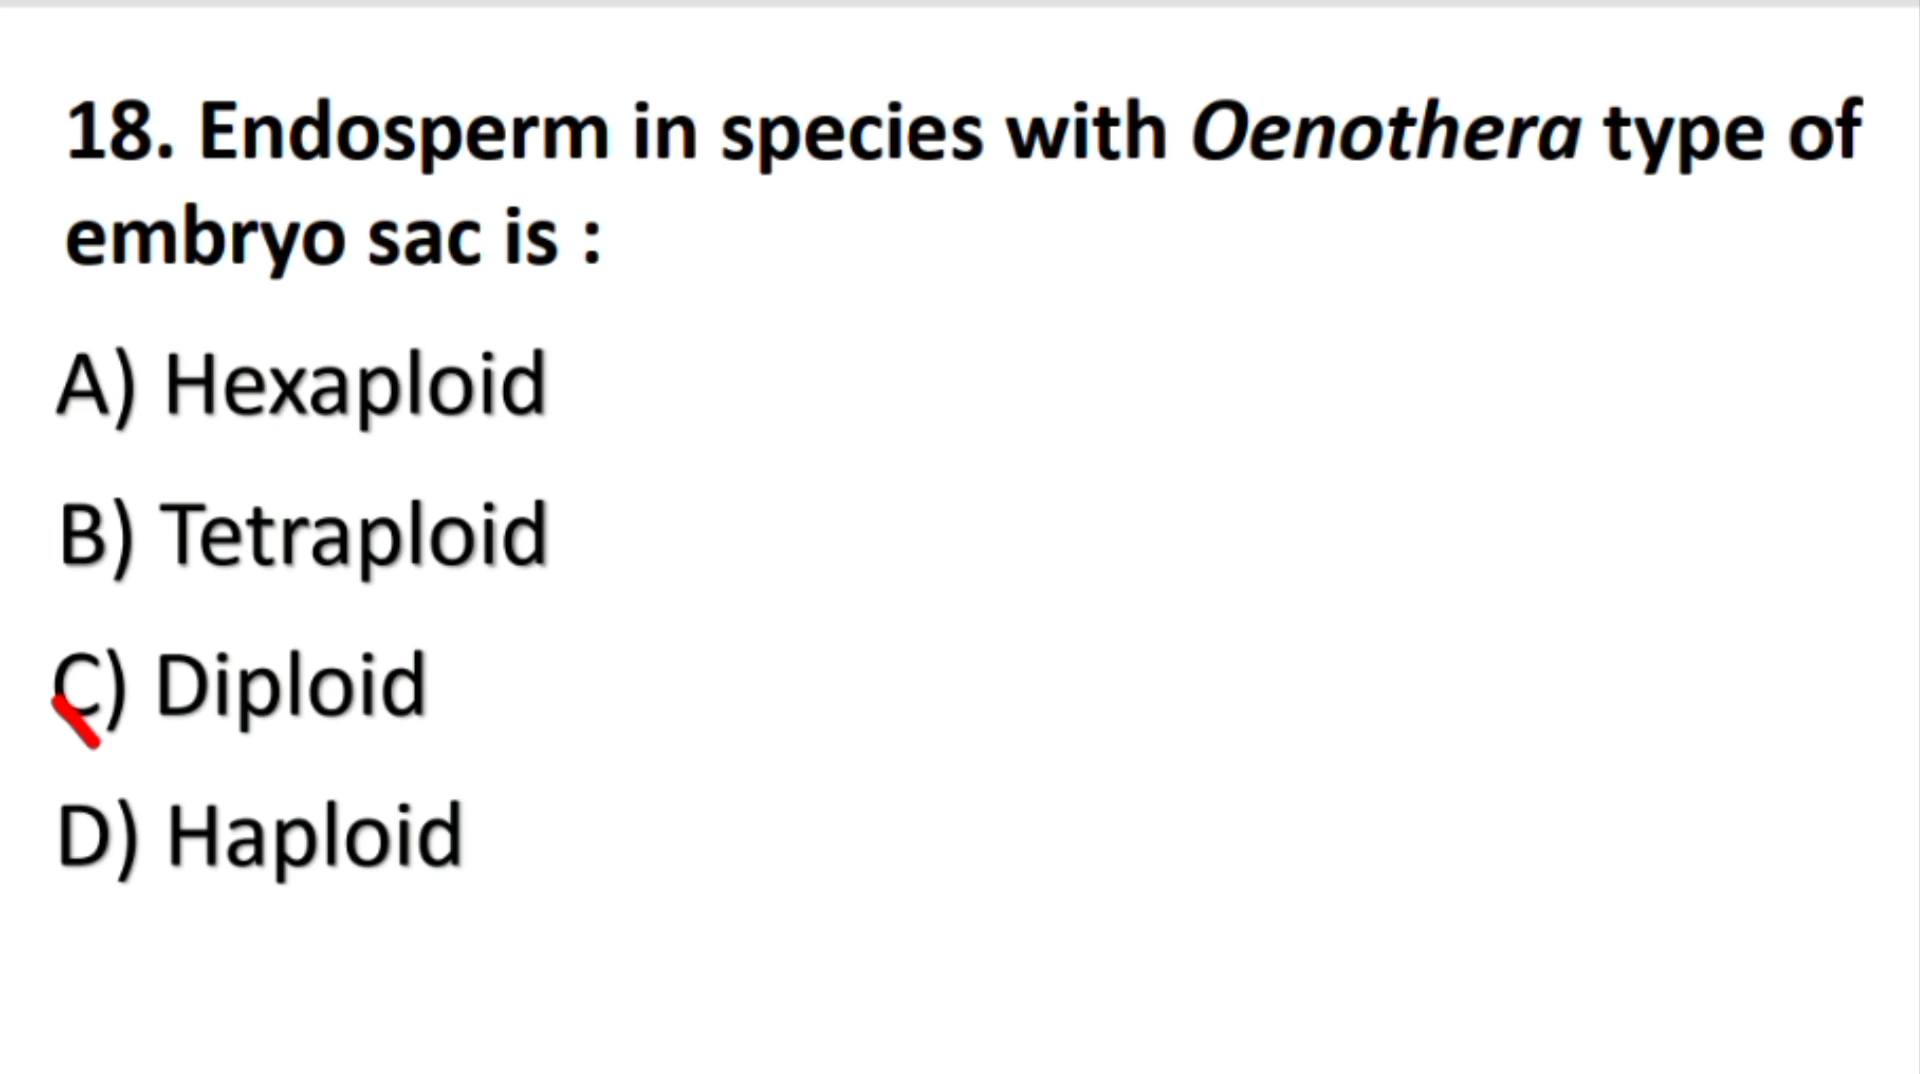 18. Endosperm in species with Oenothera type of
embryo sac is :
A) Hexaploid
B) Tetraploid
C) Diploid
D) Haploid